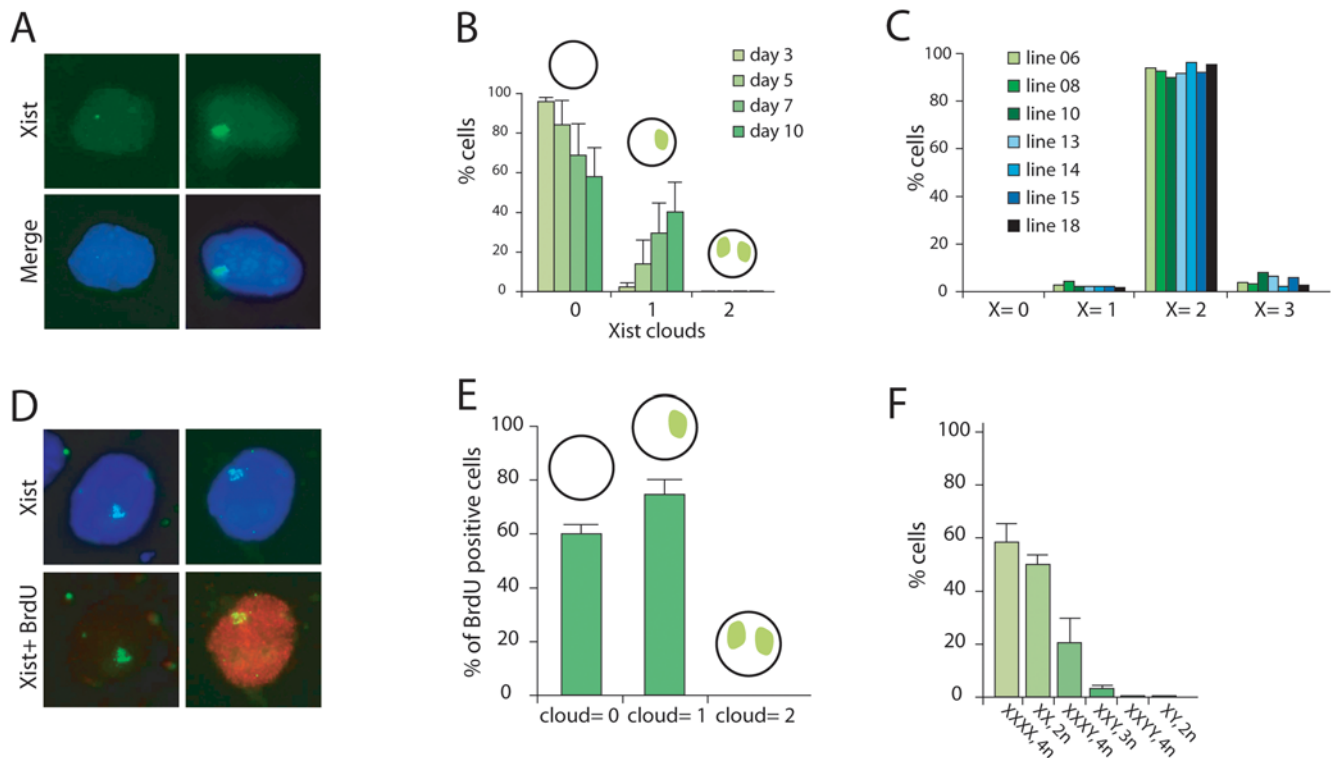 A
Xist
Merge
B
% cells
100
80
60
40
20
0
0 1 2
Xist clouds
day 3
day 5
day 7
day 10
C
% cells
100
80
60
40
20
0
X= 0 X= 1 X= 2 X= 3
line 06
line 08
line 10
line 13
line 14
line 15
line 18
D
Xist
Xist+ BrdU
E
% of BrdU positive cells
100
80
60
40
20
0
cloud= 0 cloud= 1 cloud= 2
F
% cells
100
80
60
40
20
0
XXXX, 4n
XX, 2n
XXXY, 4n
XXY, 3n
XXYY, 4n
XY, 2n